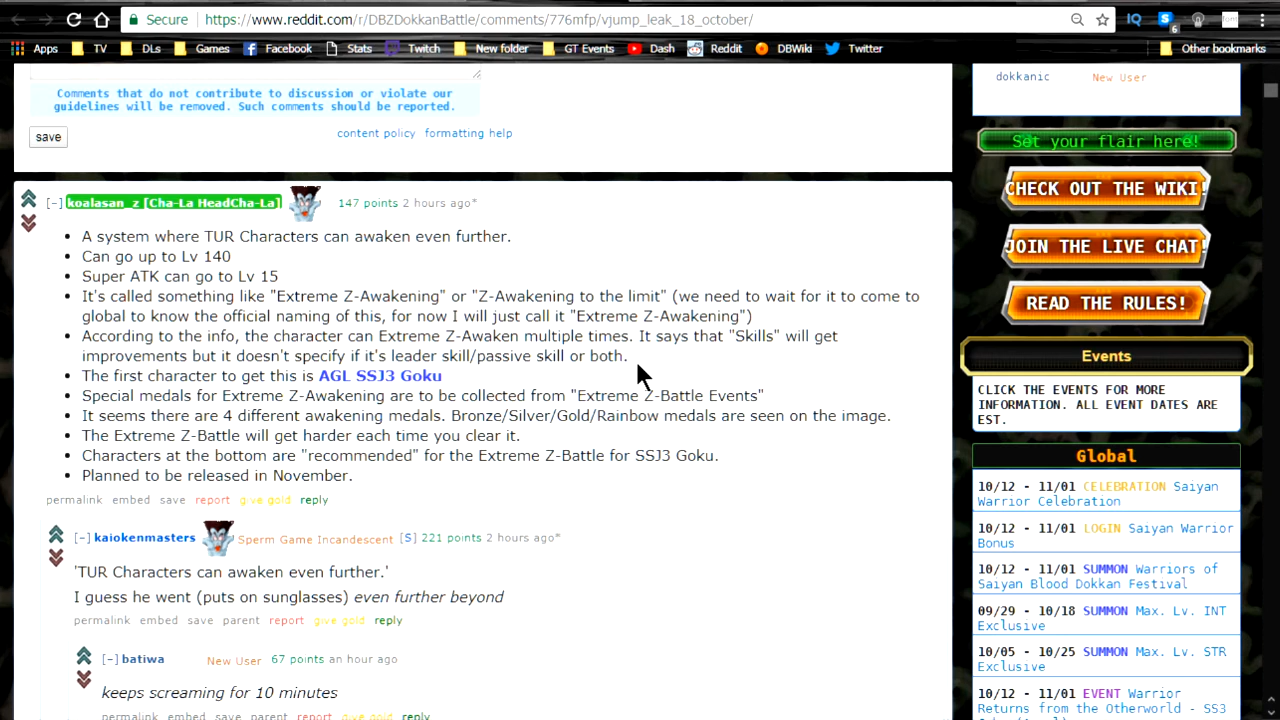 Secure https://www.reddit.com/r/DBZDokkanBattle/comments/776mfp/vjump_leak_18_october/
IQ
6
Apps TV DLs Games Facebook Stats Twitch New folder GT Events Dash Reddit DBWiki Twitter Other bookmarks
Comments that do not contribute to discussion or violate our
guidelines will be removed. Such comments should be reported.
save content policy formatting help
[-] koalasan_z [Cha-La HeadCha-La] 147 points 2 hours ago*
• A system where TUR Characters can awaken even further.
• Can go up to Lv 140
• Super ATK can go to Lv 15
• It's called something like "Extreme Z-Awakening" or "Z-Awakening to the limit" (we need to wait for it to come to
global to know the official naming of this, for now I will just call it "Extreme Z-Awakening")
• According to the info, the character can Extreme Z-Awaken multiple times. It says that "Skills" will get
improvements but it doesn't specify if it's leader skill/passive skill or both.
• The first character to get this is AGL SSJ3 Goku
• Special medals for Extreme Z-Awakening are to be collected from "Extreme Z-Battle Events"
• It seems there are 4 different awakening medals. Bronze/Silver/Gold/Rainbow medals are seen on the image.
• The Extreme Z-Battle will get harder each time you clear it.
• Characters at the bottom are "recommended" for the Extreme Z-Battle for SSJ3 Goku.
• Planned to be released in November.
permalink embed save report give gold reply
[-] kaiokenmasters Sperm Game Incandescent [S] 221 points 2 hours ago*
'TUR Characters can awaken even further.'
I guess he went (puts on sunglasses) even further beyond
permalink embed save parent report give gold reply
[-] batiwa New User 67 points an hour ago
keeps screaming for 10 minutes
permalink embed save parent report give gold reply
dokkanic New User
Set your flair here!
CHECK OUT THE WIKI!
JOIN THE LIVE CHAT!
READ THE RULES!
Events
CLICK THE EVENTS FOR MORE
INFORMATION. ALL EVENT DATES ARE
EST.
Global
10/12 - 11/01 CELEBRATION Saiyan
Warrior Celebration
10/12 - 11/01 LOGIN Saiyan Warrior
Bonus
10/12 - 11/01 SUMMON Warriors of
Saiyan Blood Dokkan Festival
09/29 - 10/18 SUMMON Max. Lv. INT
Exclusive
10/05 - 10/25 SUMMON Max. Lv. STR
Exclusive
10/12 - 11/01 EVENT Warrior
Returns from the Otherworld - SS3